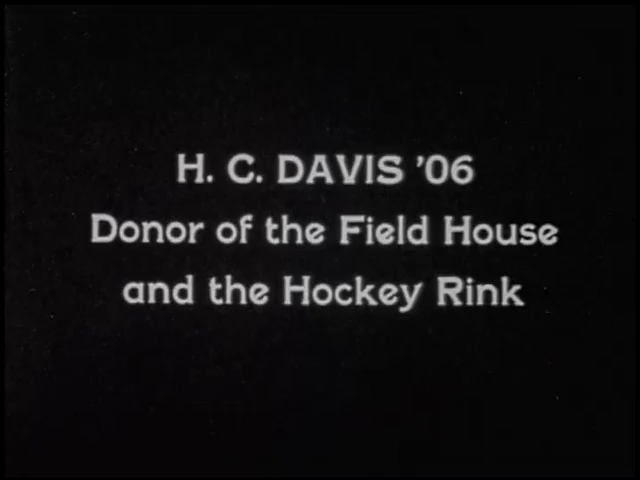 H. C. DAVIS '06
Donor of the Field House
and the Hockey Rink